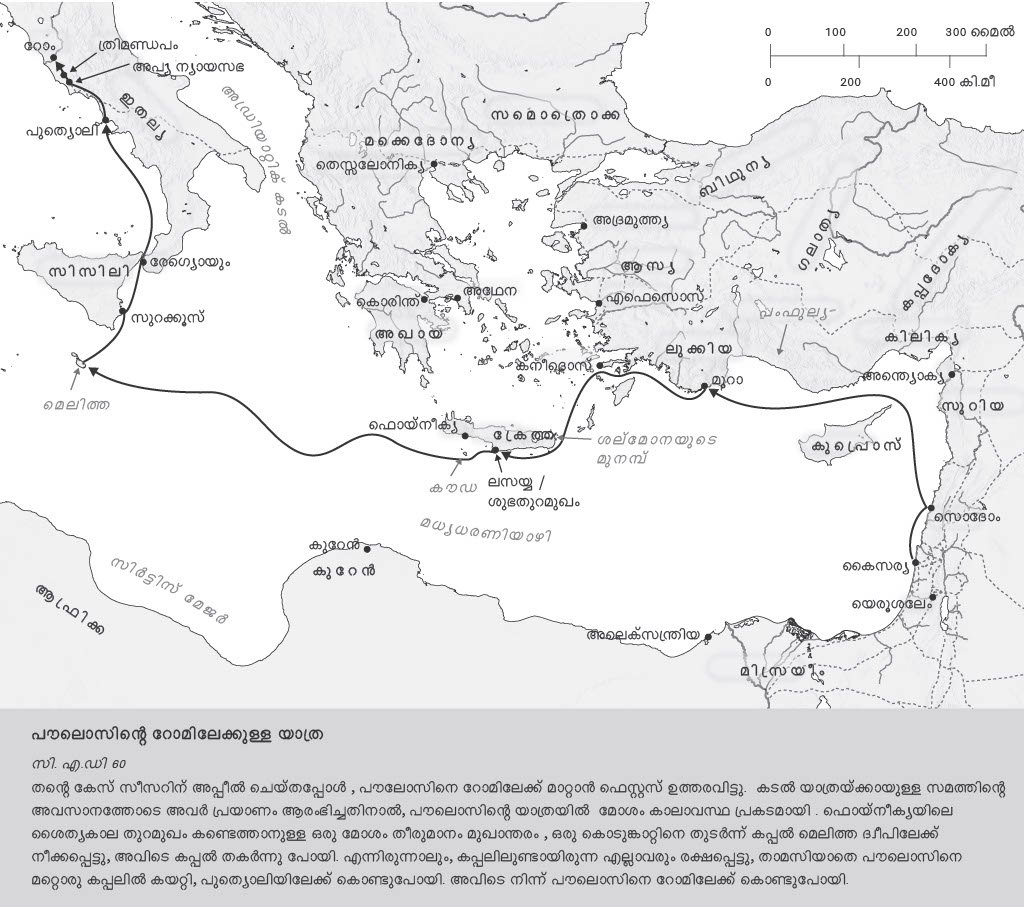 0 100 200 300 മൈൽ
0 200 400 കി.മീ
റോം
ത്രിമണ്ഡപം
അപ്യ ന്യായസഭ
ഇതല്യ
പുത്യൊലി
അഡ്രിയാറ്റിക് കടൽ
സമൊത്രൊക്ക
മക്കെദോന്യ
തെസ്സലോനിക്യ
ബിഥുന്യ
അദ്രമുത്ത്യ
ഗലാത്യ
കപ്പദോക്യ
ആസ്യ
സിസിലി
രേഗ്യൊയും
സുറക്കൂസ്
കൊരിന്ത്
അഥേന
എഫെസൊസ്
പംഫുല്യ
അഖായ
ലുക്കിയ
കിലിക്യ
കനീദൊസ്
മൂറാ
അന്ത്യൊക്യ
സുറിയ
മെലിത്ത
ഫൊയ്നീക്യ
ക്രേത്ത
ശല്മോനയുടെ
മുനമ്പ്
കുപ്രൊസ്
കൗഡ
ലസയ്യ /
ശുഭതുറമുഖം
മധ്യധരണിയാഴി
സൊദോം
കുറേൻ
കുറേൻ
സിർട്ടിസ് മേജർ
കൈസര്യ
ആഫ്രിക്ക
യെരൂശലേം
അലെക്സന്ത്രിയ
മിസ്രയീം
പൗലൊസിന്റെ റോമിലേക്കുള്ള യാത്ര
സി. എ.ഡി 60
തന്റെ കേസ് സീസറിന് അപ്പീൽ ചെയ്തപ്പോൾ , പൗലോസിനെ റോമിലേക്ക് മാറ്റാൻ ഫെസ്റ്റസ് ഉത്തരവിട്ടു. കടൽ യാത്രയ്ക്കായുള്ള സമത്തിന്റെ
അവസാനത്തോടെ അവർ പ്രയാണം ആരംഭിച്ചതിനാൽ, പൗലൊസിന്റെ യാത്രയിൽ മോശം കാലാവസ്ഥ പ്രകടമായി . ഫൊയ്നീക്യയിലെ
ശൈത്യകാല തുറമുഖം കണ്ടെത്താനുള്ള ഒരു മോശം തീരുമാനം മുഖാന്തരം , ഒരു കൊടുങ്കാറ്റിനെ തുടർന്ന് കപ്പൽ മെലിത്ത ദ്വീപിലേക്ക്
നീക്കപ്പെട്ടു, അവിടെ കപ്പൽ തകർന്നു പോയി. എന്നിരുന്നാലും, കപ്പലിലുണ്ടായിരുന്ന എല്ലാവരും രക്ഷപ്പെട്ടു, താമസിയാതെ പൗലൊസിനെ
മറ്റൊരു കപ്പലിൽ കയറ്റി, പുത്യൊലിയിലേക്ക് കൊണ്ടുപോയി. അവിടെ നിന്ന് പൗലൊസിനെ റോമിലേക്ക് കൊണ്ടുപോയി.